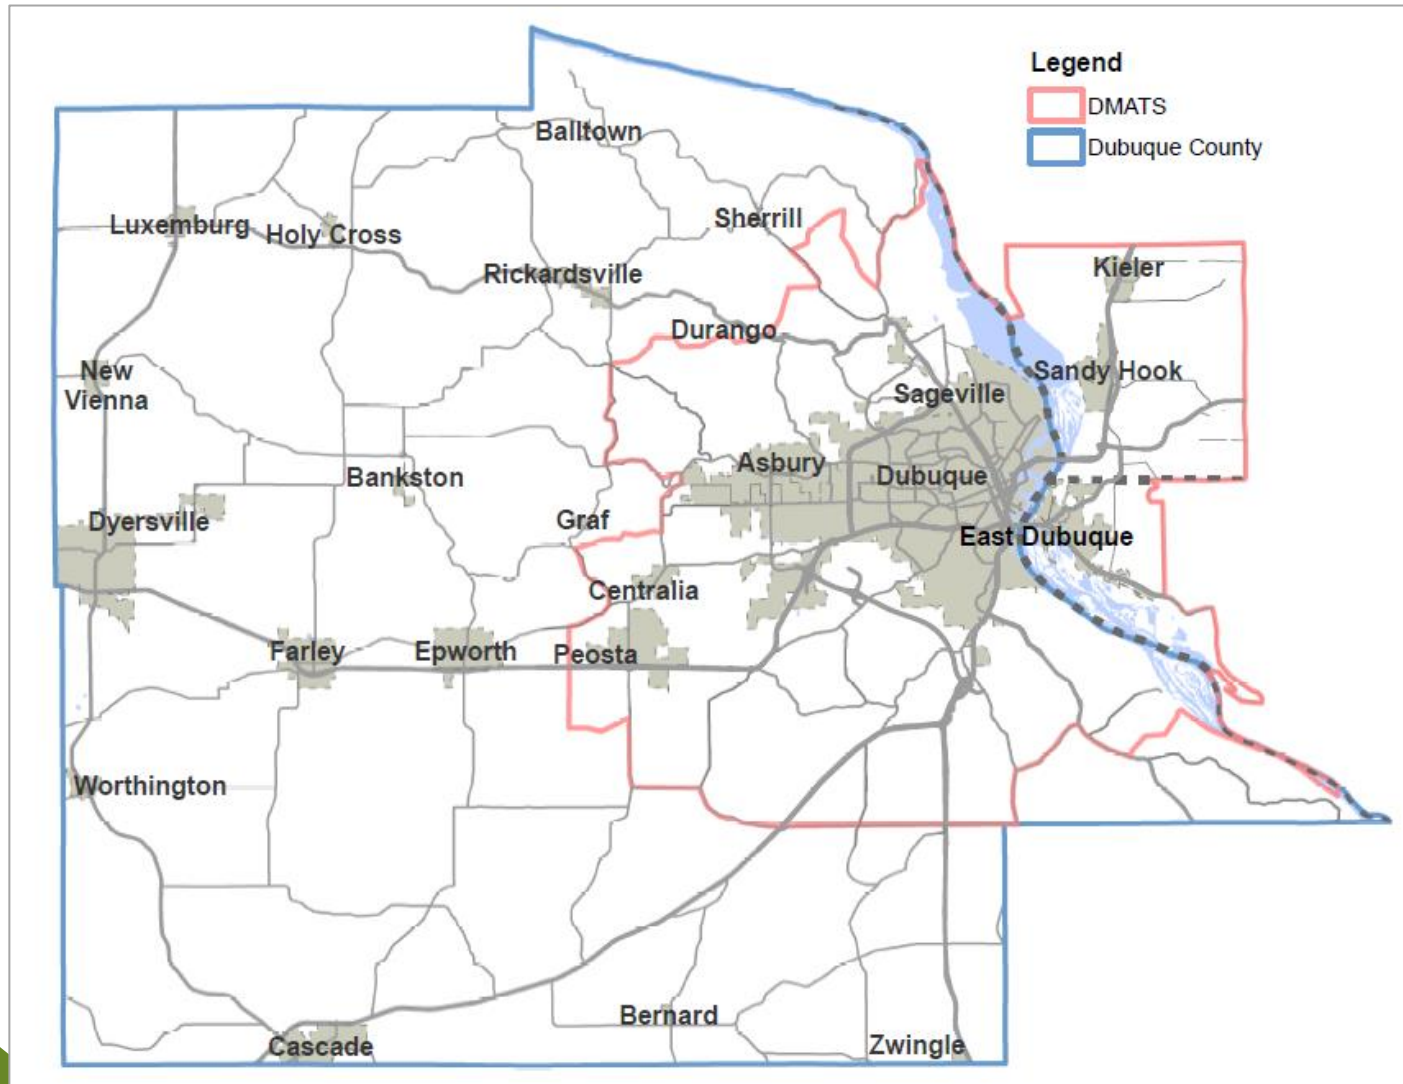 Legend
DMATS
Dubuque County
Balltown
Luxemburg
Holy Cross
Sherrill
Rickardsville
Kieler
Durango
New
Vienna
Sandy Hook
Sageville
Asbury
Bankston
Dubuque
Dyersville
Graf
East Dubuque
Centralia
Farley
Epworth
Peosta
Worthington
Bernard
Cascade
Zwingle